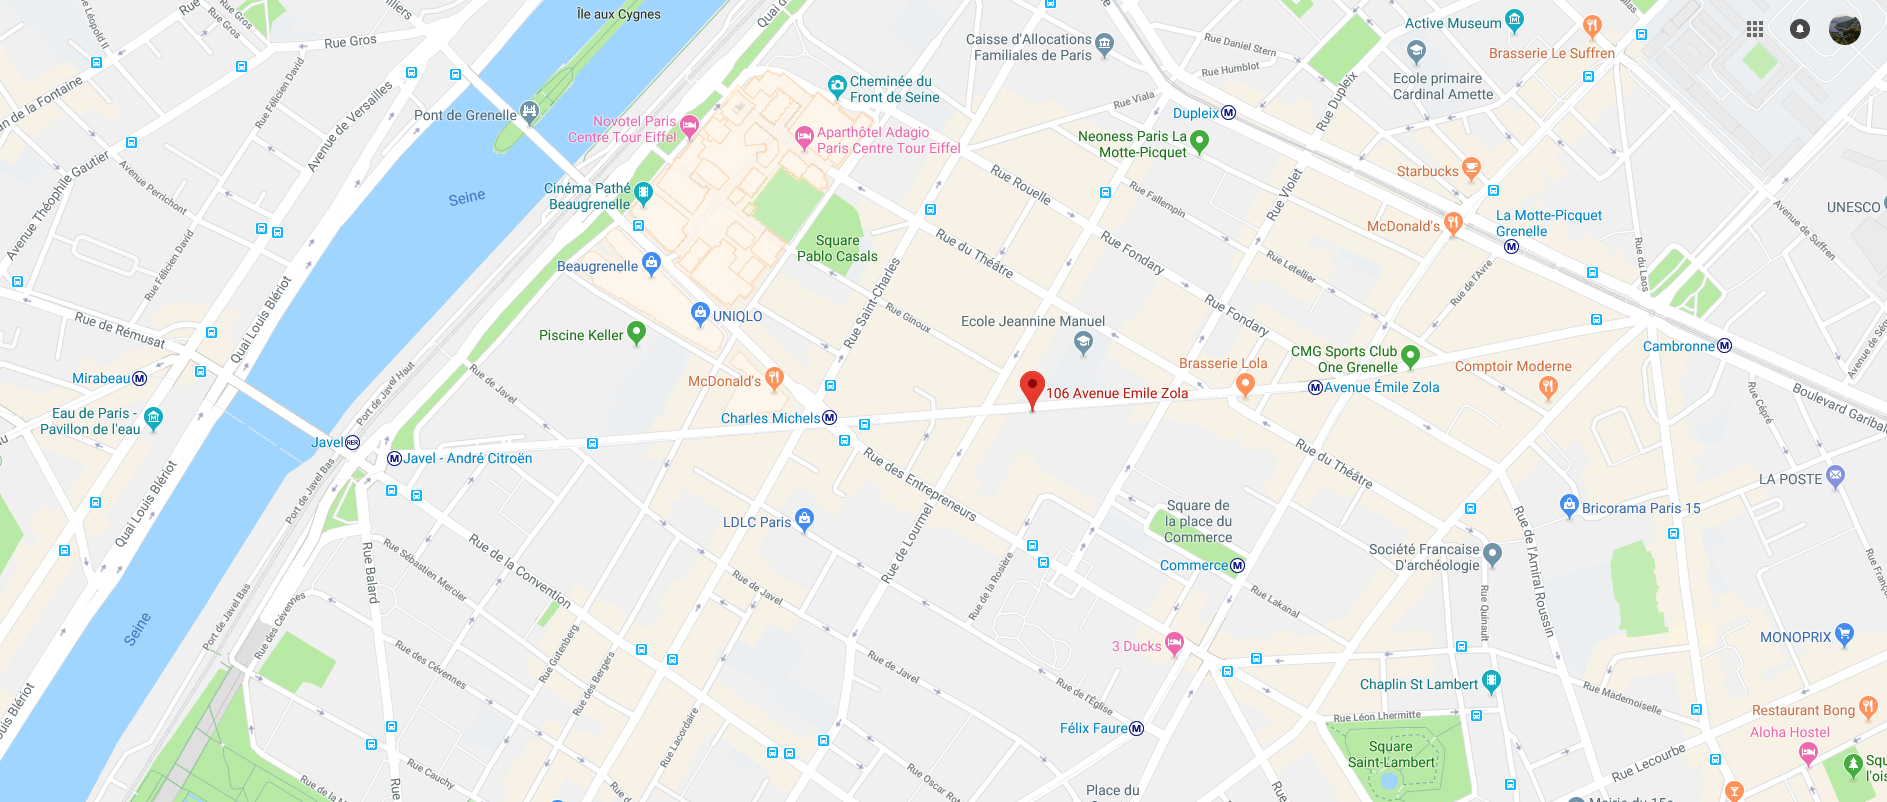 Île aux Cygnes
Quai d
Active Museum
Rue Gros
Rue Gros
Rue Félicien David
Avenue de Versailles
Pont de Grenelle
Caisse d'Allocations
Familiales de Paris
Rue Daniel Stern
Rue Humblot
Brasserie Le Suffren
Ecole primaire
Cardinal Amette
Rue Dupleix
Cheminée du
Front de Seine
Rue Viala
Dupleix
Novotel Paris
Centre Tour Eiffel
Aparthôtel Adagio
Paris Centre Tour Eiffel
Neoness Paris La
Motte-Picquet
Starbucks
Avenue Théophile Gautier
Avenue Perrichont
Seine
Cinéma Pathé
Beaugrenelle
Rue Rouelle
Rue Fallempin
Rue Violet
McDonald's
La Motte-Picquet
Grenelle
UNESCO
Avenue de Suffren
Rue Félicien David
Square
Pablo Casals
Rue du Théâtre
Rue Fondary
Rue Letellier
Rue de l'Avre
Rue du Laos
Beaugrenelle
Rue Saint-Charles
Rue de Rémusat
Quai Louis Blériot
UNIQLO
Rue Ginoux
Rue Fondary
Ecole Jeannine Manuel
Piscine Keller
Brasserie Lola
CMG Sports Club
One Grenelle
Comptoir Moderne
Cambronne
Mirabeau
Port de Javel Haut
Rue de Javel
McDonald's
106 Avenue Emile Zola
Avenue Émile Zola
Boulevard Garibal
Rue Cépré
Eau de Paris -
Pavillon de l'eau
Charles Michels
Javel
Javel - André Citroën
Rue des Entrepreneurs
Rue du Théâtre
LA POSTE
Quai Louis Blériot
Port de Javel Bas
LDLC Paris
Rue de Lourmel
Square de
la place du
Commerce
Bricorama Paris 15
Rue Balard
Rue Sébastien Mercier
Rue de la Convention
Rue de Javel
Rue de la Rosière
Commerce
Société Francaise
D'archéologie
Rue de l'Amiral Roussin
Seine
Port de Javel Bas
Rue des Cévennes
Rue Lakanal
Rue Quinault
Rue Gutenberg
Rue des Bergers
Rue des Cévennes
3 Ducks
MONOPRIX
Rue de Javel
Rue de l'Église
Chaplin St Lambert
Rue Mademoiselle
Rue Léon Lhermitte
Restaurant Bong
Aloha Hostel
Rue Lacordaire
Félix Faure
Square
Saint-Lambert
Rue Lecourbe
Rue Cauchy
Rue Oscar
Place du
Squ
l'ois